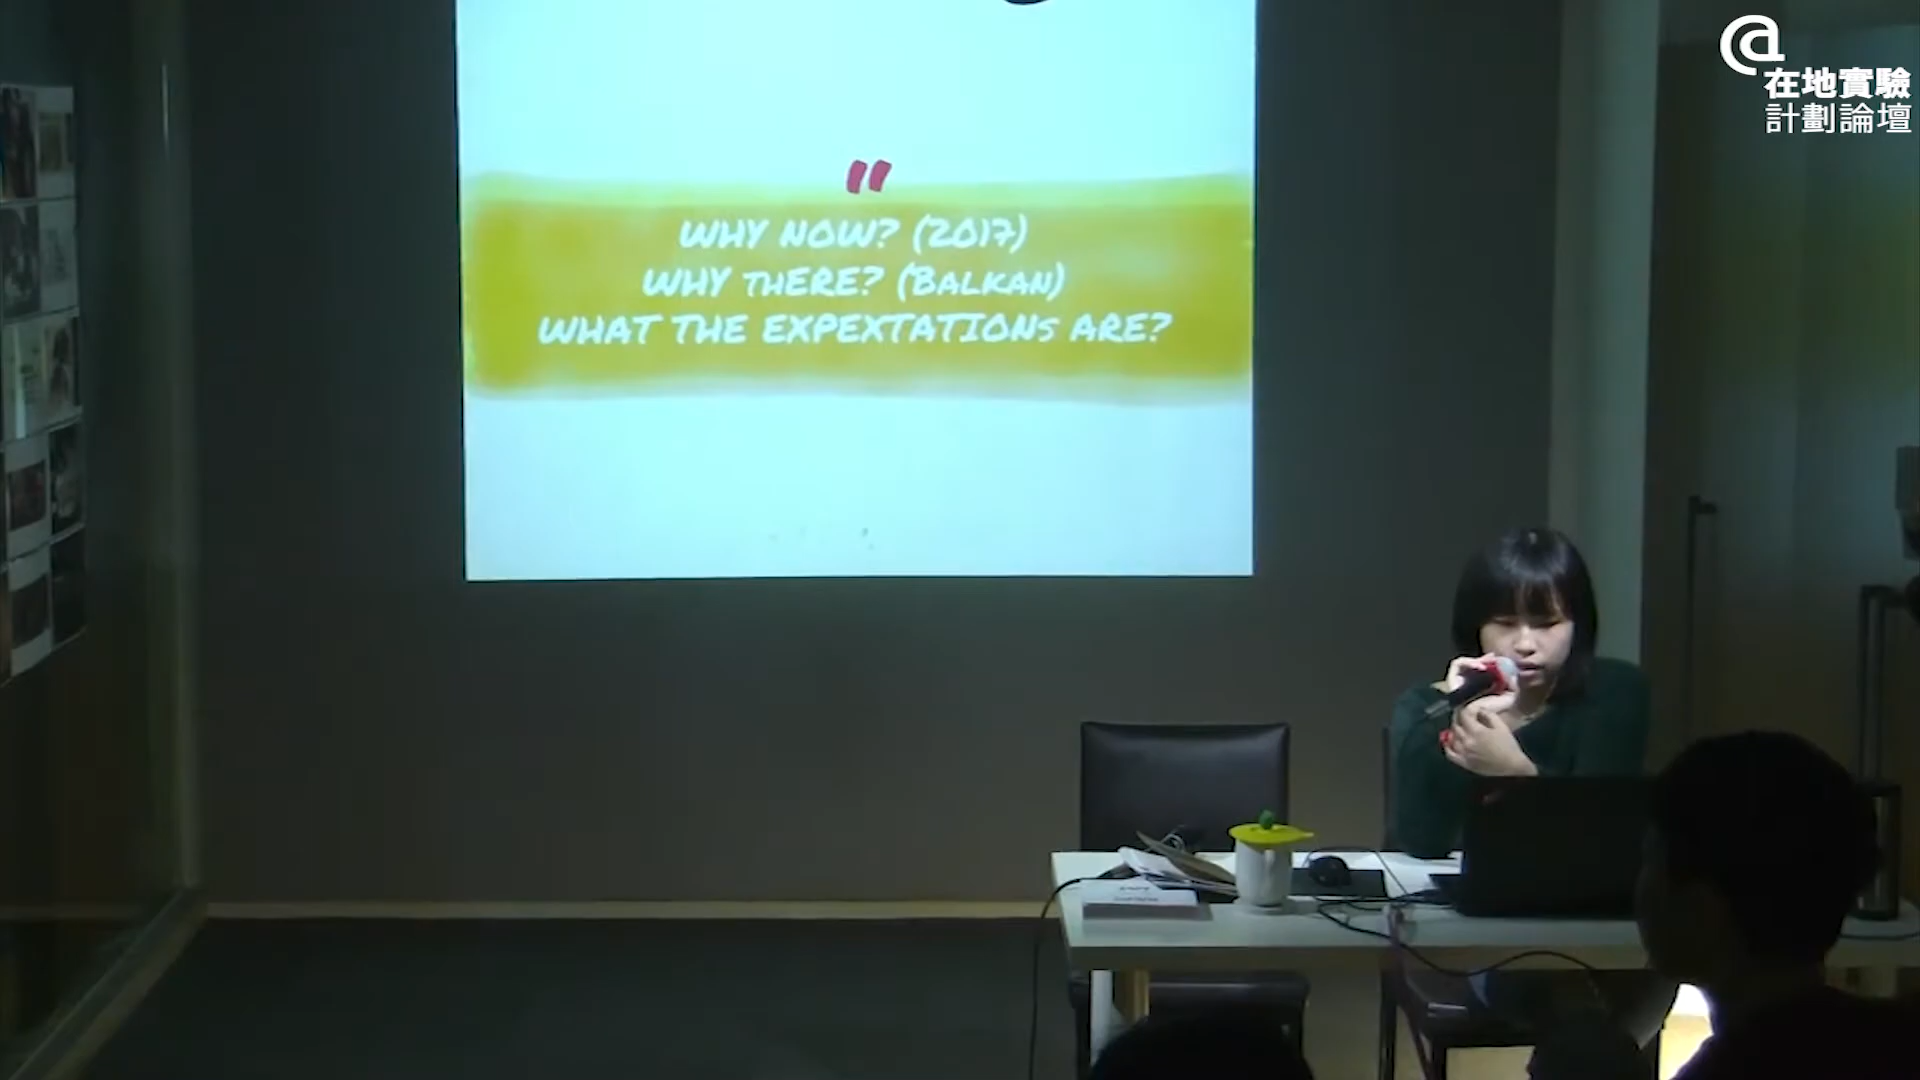 @
在地實驗
計劃論壇
"
WHY NOW? (2017)
WHY THERE? (BALKAN)
WHAT THE EXPEXTATIONS ARE?